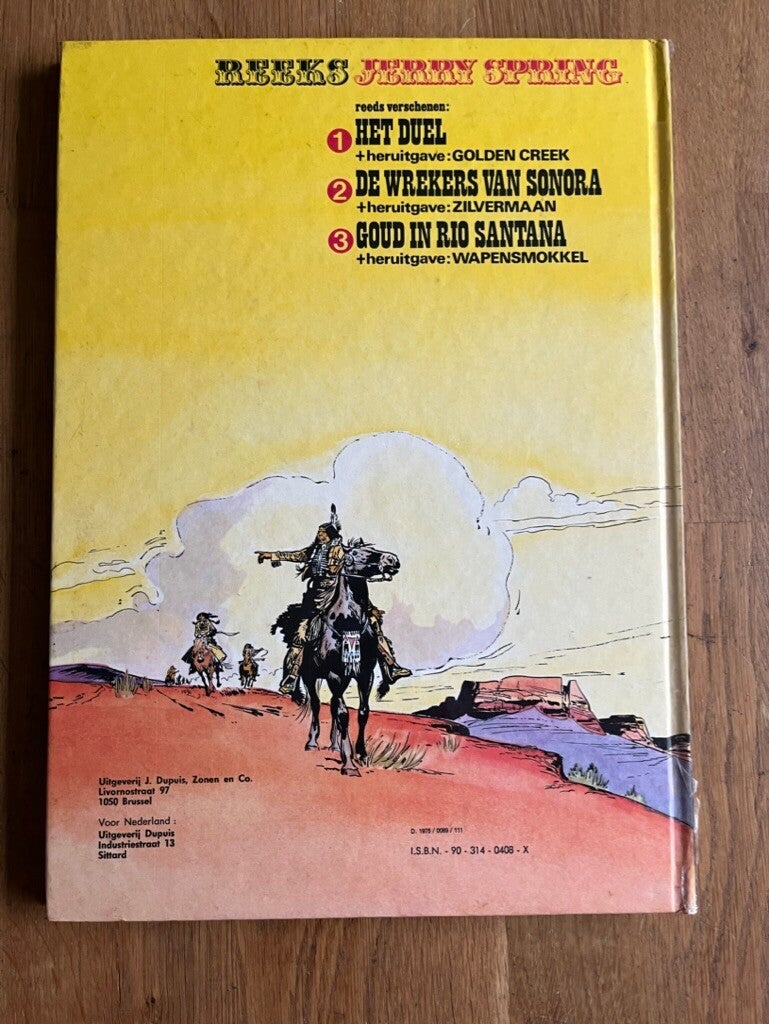 REEKS JERRY SPRING
reeds verschenen:
1 HET DUEL
+heruitgave: GOLDEN CREEK
2 DE WREKERS VAN SONORA
+heruitgave: ZILVERMAAN
3 GOUD IN RIO SANTANA
+heruitgave: WAPENSMOKKEL
Uitgeverij J. Dupuis, Zonen en Co.
Livornostraat 97
1050 Brussel
Voor Nederland :
Uitgeverij Dupuis
Industriestraat 13
Sittard
D. 1975 / 0089 / 111
I.S.B.N. - 90 - 314 - 0408 - X